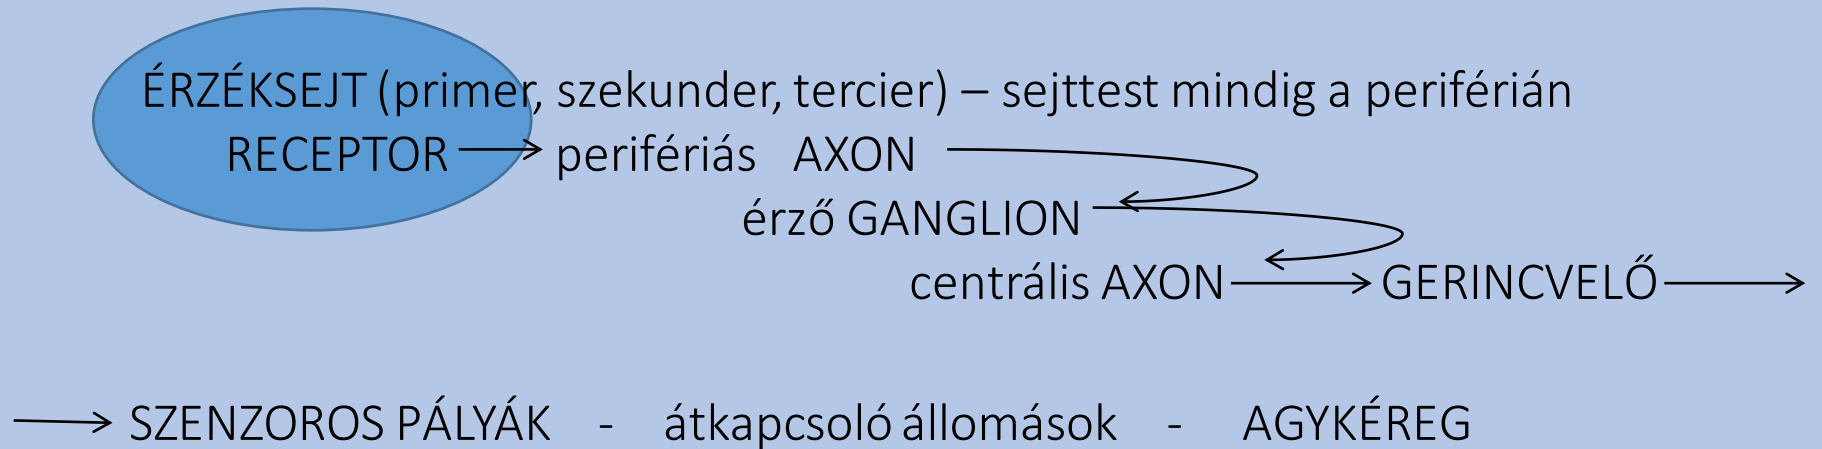 ÉRZÉKSEJT (primer, szekunder, tercier) – sejttest mindig a periférián
RECEPTOR perifériás AXON
érző GANGLION
centrális AXON GERINCVELŐ
SZENZOROS PÁLYÁK - átkapcsoló állomások - AGYKÉREG